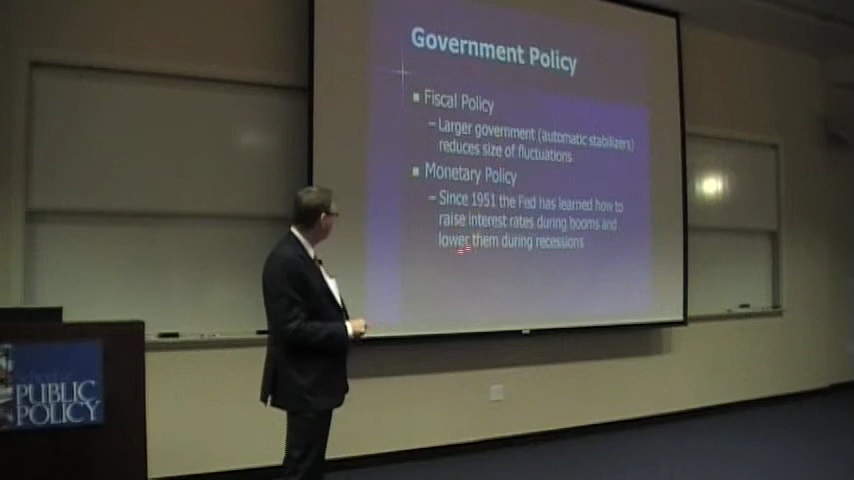 Government Policy
▪ Fiscal Policy
– Larger government (automatic stabilizers)
reduces size of fluctuations
▪ Monetary Policy
– Since 1951 the Fed has learned how to
raise interest rates during booms and
lower them during recessions
PUBLIC
POLICY